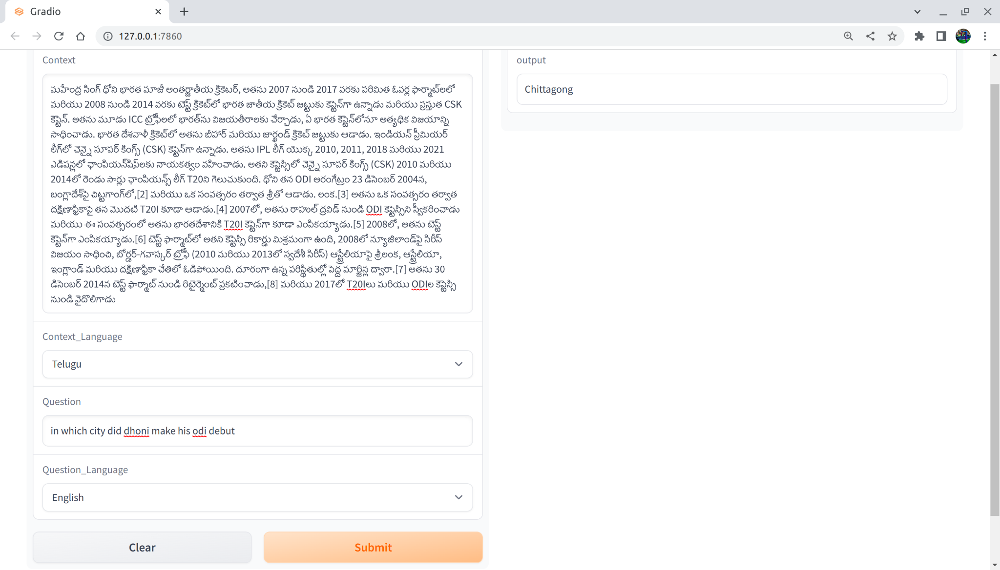 Gradio
127.0.0.1:7860
Context
మహేంద్ర సింగ్ ధోని భారత మాజీ అంతర్జాతీయ క్రికెటర్, అతను 2007 నుండి 2017 వరకు పరిమిత ఓవర్ల ఫార్మాట్‌లలో
మరియు 2008 నుండి 2014 వరకు టెస్ట్ క్రికెట్‌లో భారత జాతీయ క్రికెట్ జట్టుకు కెప్టెన్‌గా ఉన్నాడు మరియు ప్రస్తుత CSK
కెప్టెన్. అతను మూడు ICC ట్రోఫీలలో భారత్‌ను విజయతీరాలకు చేర్చాడు, ఏ భారత కెప్టెన్‌లోనూ అత్యధిక విజయాన్ని
సాధించాడు. భారత దేశవాళీ క్రికెట్‌లో అతను బీహార్ మరియు జార్ఖండ్ క్రికెట్ జట్టుకు ఆడాడు. ఇండియన్ ప్రీమియర్
లీగ్‌లో చెన్నై సూపర్ కింగ్స్ (CSK) కెప్టెన్‌గా ఉన్నాడు. అతను IPL లీగ్ యొక్క 2010, 2011, 2018 మరియు 2021
ఎడిషన్లలో ఛాంపియన్‌షిప్‌లకు నాయకత్వం వహించాడు. అతని కెప్టెన్సీలో చెన్నై సూపర్ కింగ్స్ (CSK) 2010 మరియు
2014లో రెండు సార్లు ఛాంపియన్స్ లీగ్ T20ని గెలుచుకుంది. ధోని తన ODI అరంగేట్రం 23 డిసెంబర్ 2004న,
బంగ్లాదేశ్‌పై చిట్టగాంగ్‌లో,[2] మరియు ఒక సంవత్సరం తర్వాత శ్రీతో ఆడాడు. లంక.[3] అతను ఒక సంవత్సరం తర్వాత
దక్షిణాఫ్రికాపై తన మొదటి T20I కూడా ఆడాడు.[4] 2007లో, అతను రాహుల్ ద్రవిడ్ నుండి ODI కెప్టెన్సీని స్వీకరించాడు
మరియు ఈ సంవత్సరంలో అతను భారతదేశానికి T20I కెప్టెన్‌గా కూడా ఎంపికయ్యాడు.[5] 2008లో, అతను టెస్ట్
కెప్టెన్‌గా ఎంపికయ్యాడు.[6] టెస్ట్ ఫార్మాట్‌లో అతని కెప్టెన్సీ రికార్డు మిశ్రమంగా ఉంది, 2008లో న్యూజిలాండ్‌పై సిరీస్
విజయం సాధించి, బోర్డర్-గవాస్కర్ ట్రోఫీ (2010 మరియు 2013లో స్వదేశీ సిరీస్) ఆస్ట్రేలియాపై శ్రీలంక, ఆస్ట్రేలియా,
ఇంగ్లాండ్ మరియు దక్షిణాఫ్రికా చేతిలో ఓడిపోయింది. దూరంగా ఉన్న పరిస్థితుల్లో పెద్ద మార్జిన్ల ద్వారా.[7] అతను 30
డిసెంబర్ 2014న టెస్ట్ ఫార్మాట్ నుండి రిటైర్మెంట్ ప్రకటించాడు,[8] మరియు 2017లో T20Iలు మరియు ODIల కెప్టెన్సీ
నుండి వైదొలిగాడు
Context_Language
Telugu
Question
in which city did dhoni make his odi debut
Question_Language
English
Clear
Submit
output
Chittagong